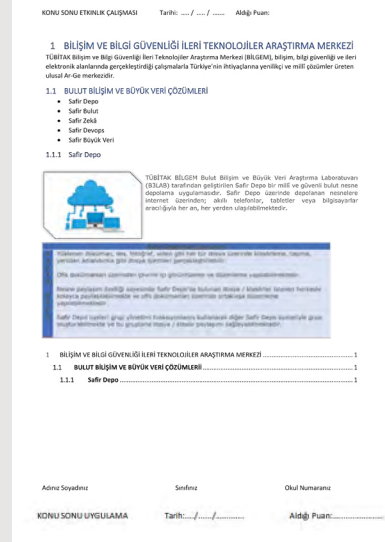 KONU SONU ETKINLIK ÇALIŞMASI Tarihi: ..... / ..... / ....... Aldığı Puan:
1 BİLİŞİM VE BİLGİ GÜVENLİĞİ İLERİ TEKNOLOJİLER ARAŞTIRMA MERKEZİ
TÜBİTAK Bilişim ve Bilgi Güvenliği İleri Teknolojiler Araştırma Merkezi (BİLGEM), bilişim, bilgi güvenliği ve ileri
elektronik alanlarında gerçekleştirdiği çalışmalarla Türkiye'nin ihtiyaçlarına yenilikçi ve millî çözümler üreten
ulusal Ar-Ge merkezidir.
1.1 BULUT BİLİŞİM VE BÜYÜK VERİ ÇÖZÜMLERİ
• Safir Depo
• Safir Bulut
• Safir Zekâ
• Safir Devops
• Safir Büyük Veri
1.1.1 Safir Depo
TÜBİTAK BİLGEM Bulut Bilişim ve Büyük Veri Araştırma Laboratuvarı
(B3LAB) tarafından geliştirilen Safir Depo bir millî ve güvenli bulut nesne
depolama uygulamasıdır. Safir Depo üzerinde depolanan nesnelere
internet üzerinden; akıllı telefonlar, tabletler veya bilgisayarlar
aracılığıyla her an, her yerden ulaşılabilmektedir.
1 BİLİŞİM VE BİLGİ GÜVENLİĞİ İLERİ TEKNOLOJİLER ARAŞTIRMA MERKEZİ ........ 1
1.1 BULUT BİLİŞİM VE BÜYÜK VERİ ÇÖZÜMLERİİ ........ 1
1.1.1 Safir Depo ........ 1
Adınız Soyadınız Sınıfınız Okul Numaranız
KONU SONU UYGULAMA Tarih:..../....../.............. Aldığı Puan:..................